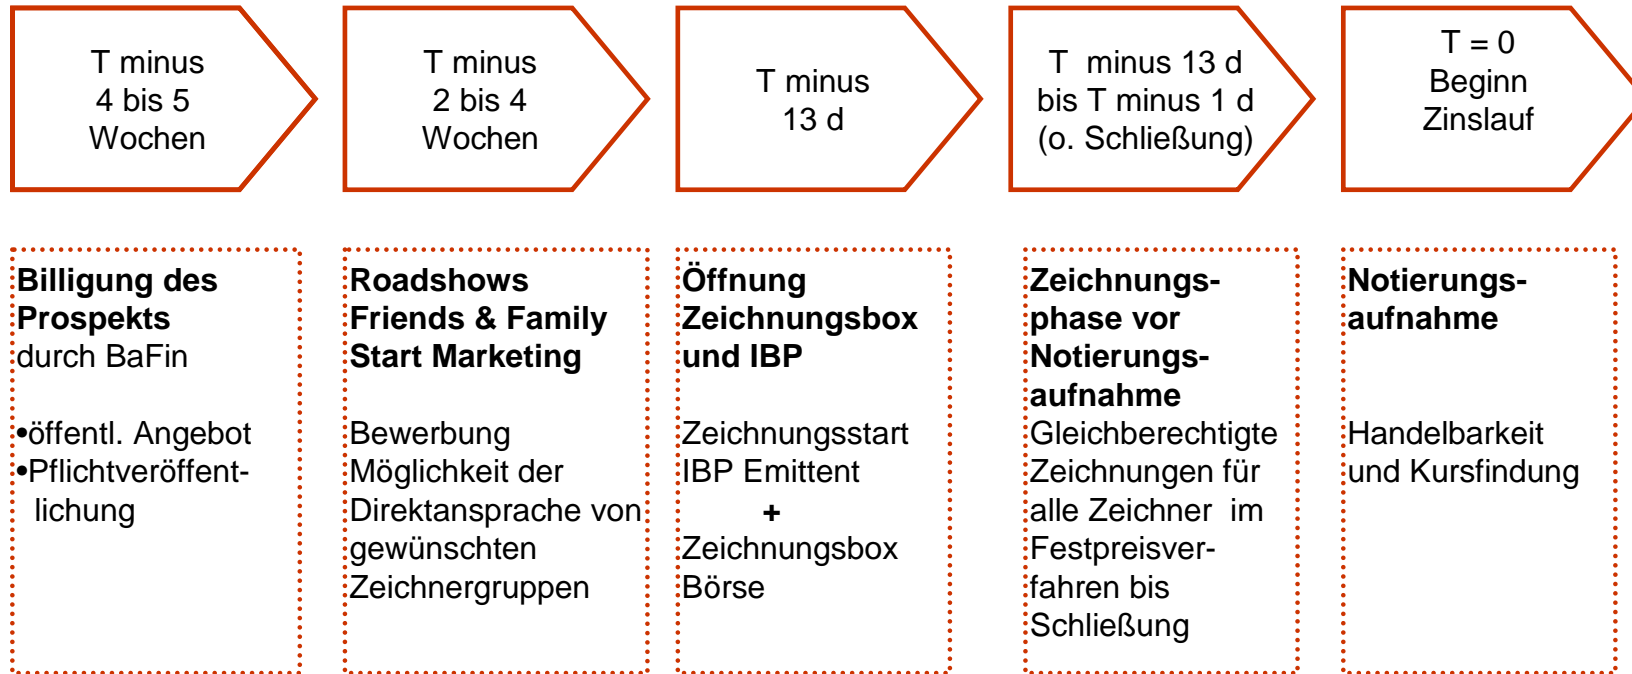 T minus
4 bis 5
Wochen
T minus
2 bis 4
Wochen
T minus
13 d
T minus 13 d
bis T minus 1 d
(o. Schließung)
T = 0
Beginn
Zinslauf
Billigung des
Prospekts
durch BaFin
•öffentl. Angebot
•Pflichtveröffent-
lichung
Roadshows
Friends & Family
Start Marketing
Bewerbung
Möglichkeit der
Direktansprache von
gewünschten
Zeichnergruppen
Öffnung
Zeichnungsbox
und IBP
Zeichnungsstart
IBP Emittent
+
Zeichnungsbox
Börse
Zeichnungs-
phase vor
Notierungs-
aufnahme
Gleichberechtigte
Zeichnungen für
alle Zeichner im
Festpreisver-
fahren bis
Schließung
Notierungs-
aufnahme
Handelbarkeit
und Kursfindung